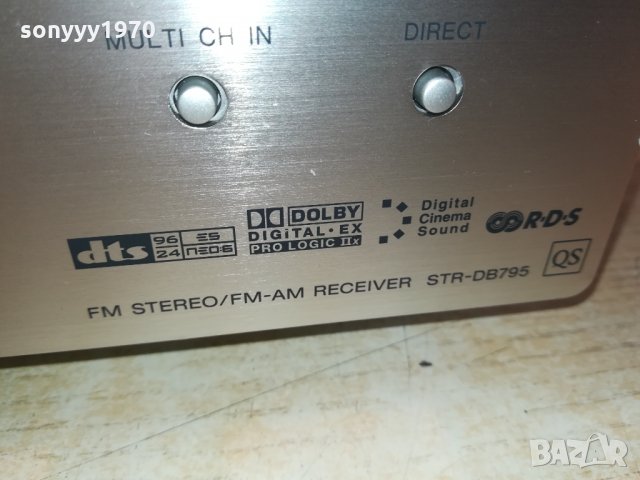 sonyyy1970
MULTI CH IN
DIRECT
dts 96 24 ES NEO:6
DOLBY
DIGITAL·EX
PRO LOGIC IIx
Digital
Cinema
Sound
R·D·S
FM STEREO/FM-AM RECEIVER STR-DB795 QS
BAZAR